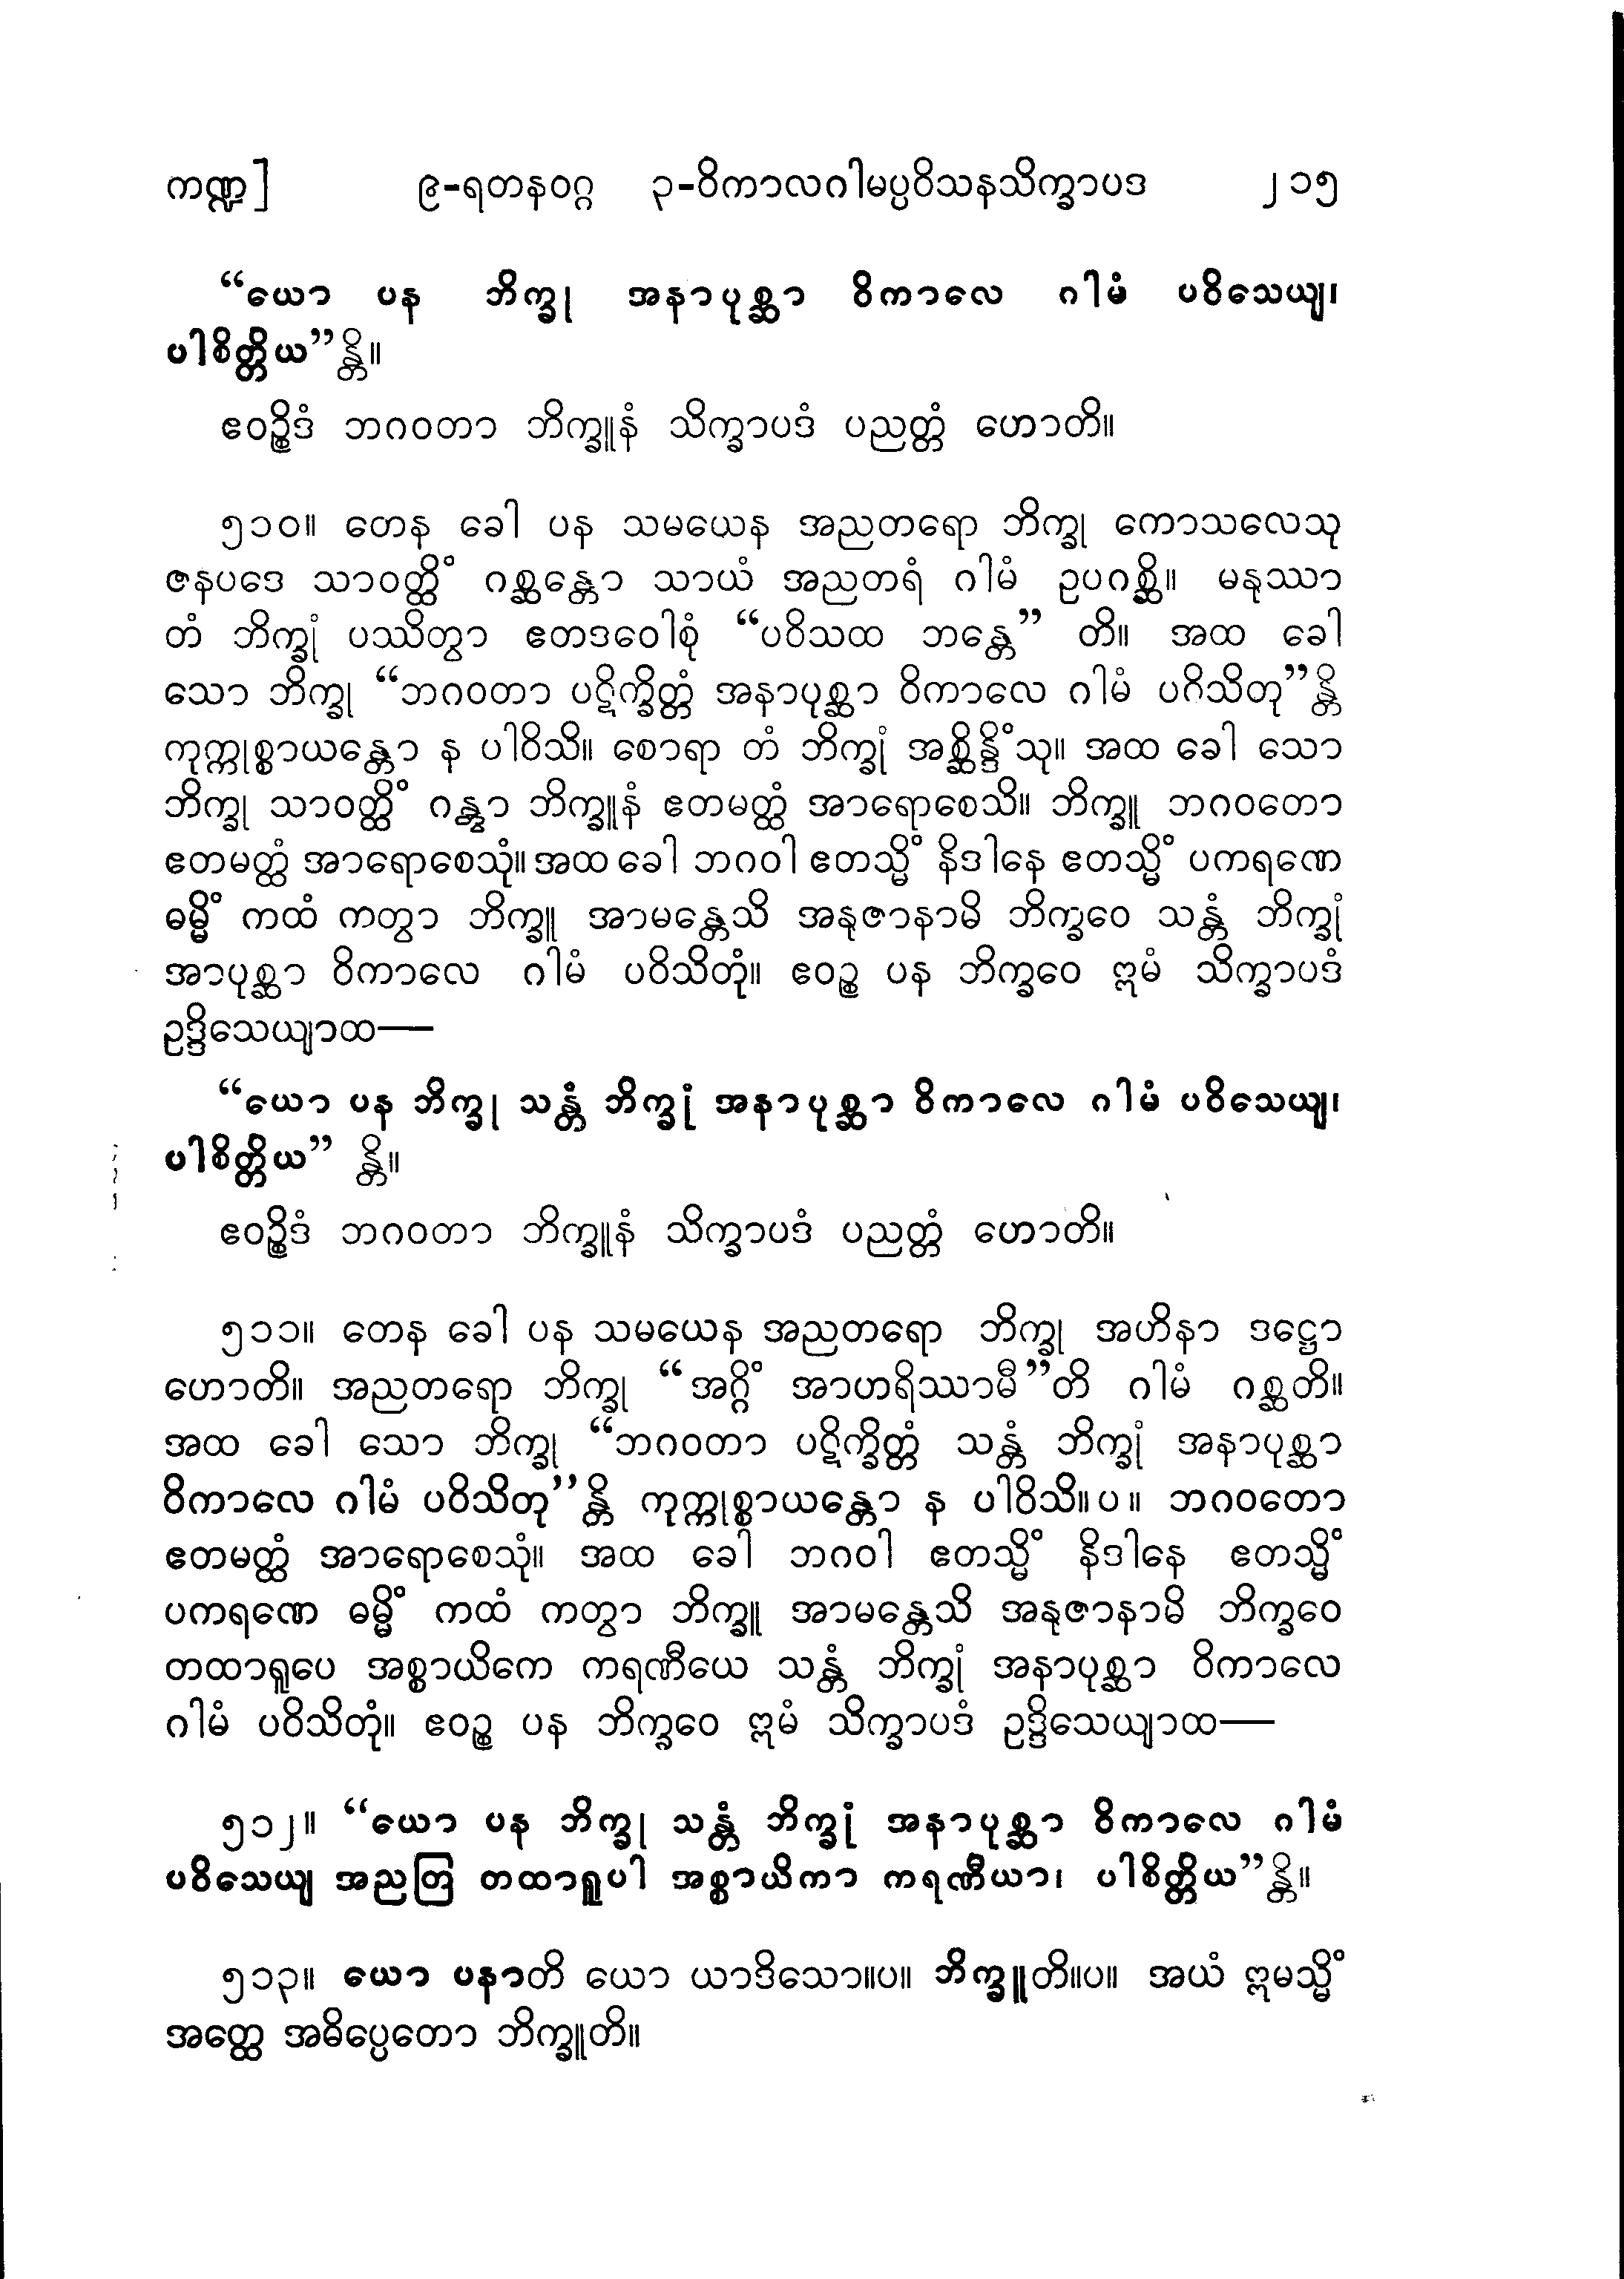 ကဏ္ဍ] ၉-ရတနဝဂ္ဂ ၃-ဝိကာလဂါမပ္ပဝိသနသိက္ခာပဒ ၂၁၅
“ယော ပန ဘိက္ခု အနာပုစ္ဆာ ဝိကာလေ ဂါမံ ပဝိသေယျ၊
ပါစိတ္တိယ”န္တိ။
ဧဝဉ္စိဒံ ဘဂဝတာ ဘိက္ခူနံ သိက္ခာပဒံ ပညတ္တံ ဟောတိ။
၅၁၀။ တေန ခေါ ပန သမယေန အညတရော ဘိက္ခု ကောသလေသု
ဇနပဒေ သာဝတ္ထိံ ဂစ္ဆန္တော သာယံ အညတရံ ဂါမံ ဥပဂစ္ဆိ။ မနုဿာ
တံ ဘိက္ခုံ ပဿိတွာ ဧတဒဝေါစုံ “ပဝိသထ ဘန္တေ” တိ။ အထ ခေါ
သော ဘိက္ခု “ဘဂဝတာ ပဋိက္ခိတ္တံ အနာပုစ္ဆာ ဝိကာလေ ဂါမံ ပဂိသိတု”န္တိ
ကုက္ကုစ္စာယန္တော န ပါဝိသိ။ စောရာ တံ ဘိက္ခုံ အစ္ဆိန္ဒိံသု။ အထ ခေါ သော
ဘိက္ခု သာဝတ္ထိံ ဂန္တွာ ဘိက္ခူနံ ဧတမတ္ထံ အာရောစေသိ။ ဘိက္ခူ ဘဂဝတော
ဧတမတ္ထံ အာရောစေသုံ။ အထ ခေါ ဘဂဝါ ဧတသ္မိံ နိဒါနေ ဧတသ္မိံ ပကရဏေ
ဓမ္မိံ ကထံ ကတွာ ဘိက္ခူ အာမန္တေသိ အနုဇာနာမိ ဘိက္ခဝေ သန္တံ ဘိက္ခုံ
အာပုစ္ဆာ ဝိကာလေ ဂါမံ ပဝိသိတုံ။ ဧဝဉ္စ ပန ဘိက္ခဝေ ဣမံ သိက္ခာပဒံ
ဥဒ္ဒိသေယျာထ—
“ယော ပန ဘိက္ခု သန္တံ ဘိက္ခုံ အနာပုစ္ဆာ ဝိကာလေ ဂါမံ ပဝိသေယျ၊
ပါစိတ္တိယ” န္တိ။
ဧဝဉ္စိဒံ ဘဂဝတာ ဘိက္ခူနံ သိက္ခာပဒံ ပညတ္တံ ဟောတိ။
၅၁၁။ တေန ခေါ ပန သမယေန အညတရော ဘိက္ခု အဟိနာ ဒဋ္ဌော
ဟောတိ။ အညတရော ဘိက္ခု “အဂ္ဂိံ အာဟရိဿာမီ”တိ ဂါမံ ဂစ္ဆတိ။
အထ ခေါ သော ဘိက္ခု “ဘဂဝတာ ပဋိက္ခိတ္တံ သန္တံ ဘိက္ခုံ အနာပုစ္ဆာ
ဝိကာလေ ဂါမံ ပဝိသိတု”န္တိ ကုက္ကုစ္စာယန္တော န ပါဝိသိ။ ပ။ ဘဂဝတော
ဧတမတ္ထံ အာရောစေသုံ။ အထ ခေါ ဘဂဝါ ဧတသ္မိံ နိဒါနေ ဧတသ္မိံ
ပကရဏေ ဓမ္မိံ ကထံ ကတွာ ဘိက္ခူ အာမန္တေသိ အနုဇာနာမိ ဘိက္ခဝေ
တထာရူပေ အစ္စာယိကေ ကရဏီယေ သန္တံ ဘိက္ခုံ အနာပုစ္ဆာ ဝိကာလေ
ဂါမံ ပဝိသိတုံ။ ဧဝဉ္စ ပန ဘိက္ခဝေ ဣမံ သိက္ခာပဒံ ဥဒ္ဒိသေယျာထ—
၅၁၂။ “ယော ပန ဘိက္ခု သန္တံ ဘိက္ခုံ အနာပုစ္ဆာ ဝိကာလေ ဂါမံ
ပဝိသေယျ အညတြ တထာရူပါ အစ္စာယိကာ ကရဏီယာ၊ ပါစိတ္တိယ”န္တိ။
၅၁၃။ ယော ပနာတိ ယော ယာဒိသော။ပ။ ဘိက္ခူတိ။ပ။ အယံ ဣမသ္မိံ
အတ္ထေ အဓိပ္ပေတော ဘိက္ခူတိ။